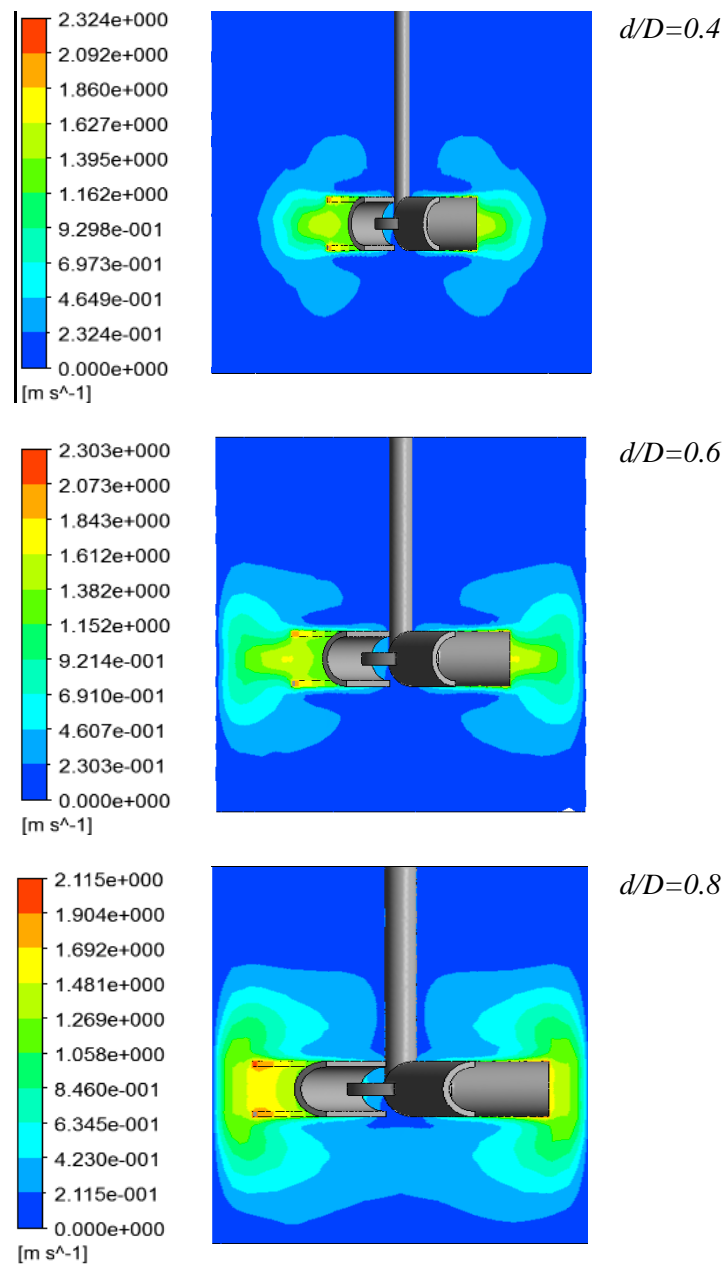 2.324e+000
d/D=0.4
2.092e+000
1.860e+000
1.627e+000
1.395e+000
1.162e+000
9.298e-001
6.973e-001
4.649e-001
2.324e-001
0.000e+000
[m s^-1]
2.303e+000
d/D=0.6
2.073e+000
1.843e+000
1.612e+000
1.382e+000
1.152e+000
9.214e-001
6.910e-001
4.607e-001
2.303e-001
0.000e+000
[m s^-1]
2.115e+000
d/D=0.8
1.904e+000
1.692e+000
1.481e+000
1.269e+000
1.058e+000
8.460e-001
6.345e-001
4.230e-001
2.115e-001
0.000e+000
[m s^-1]